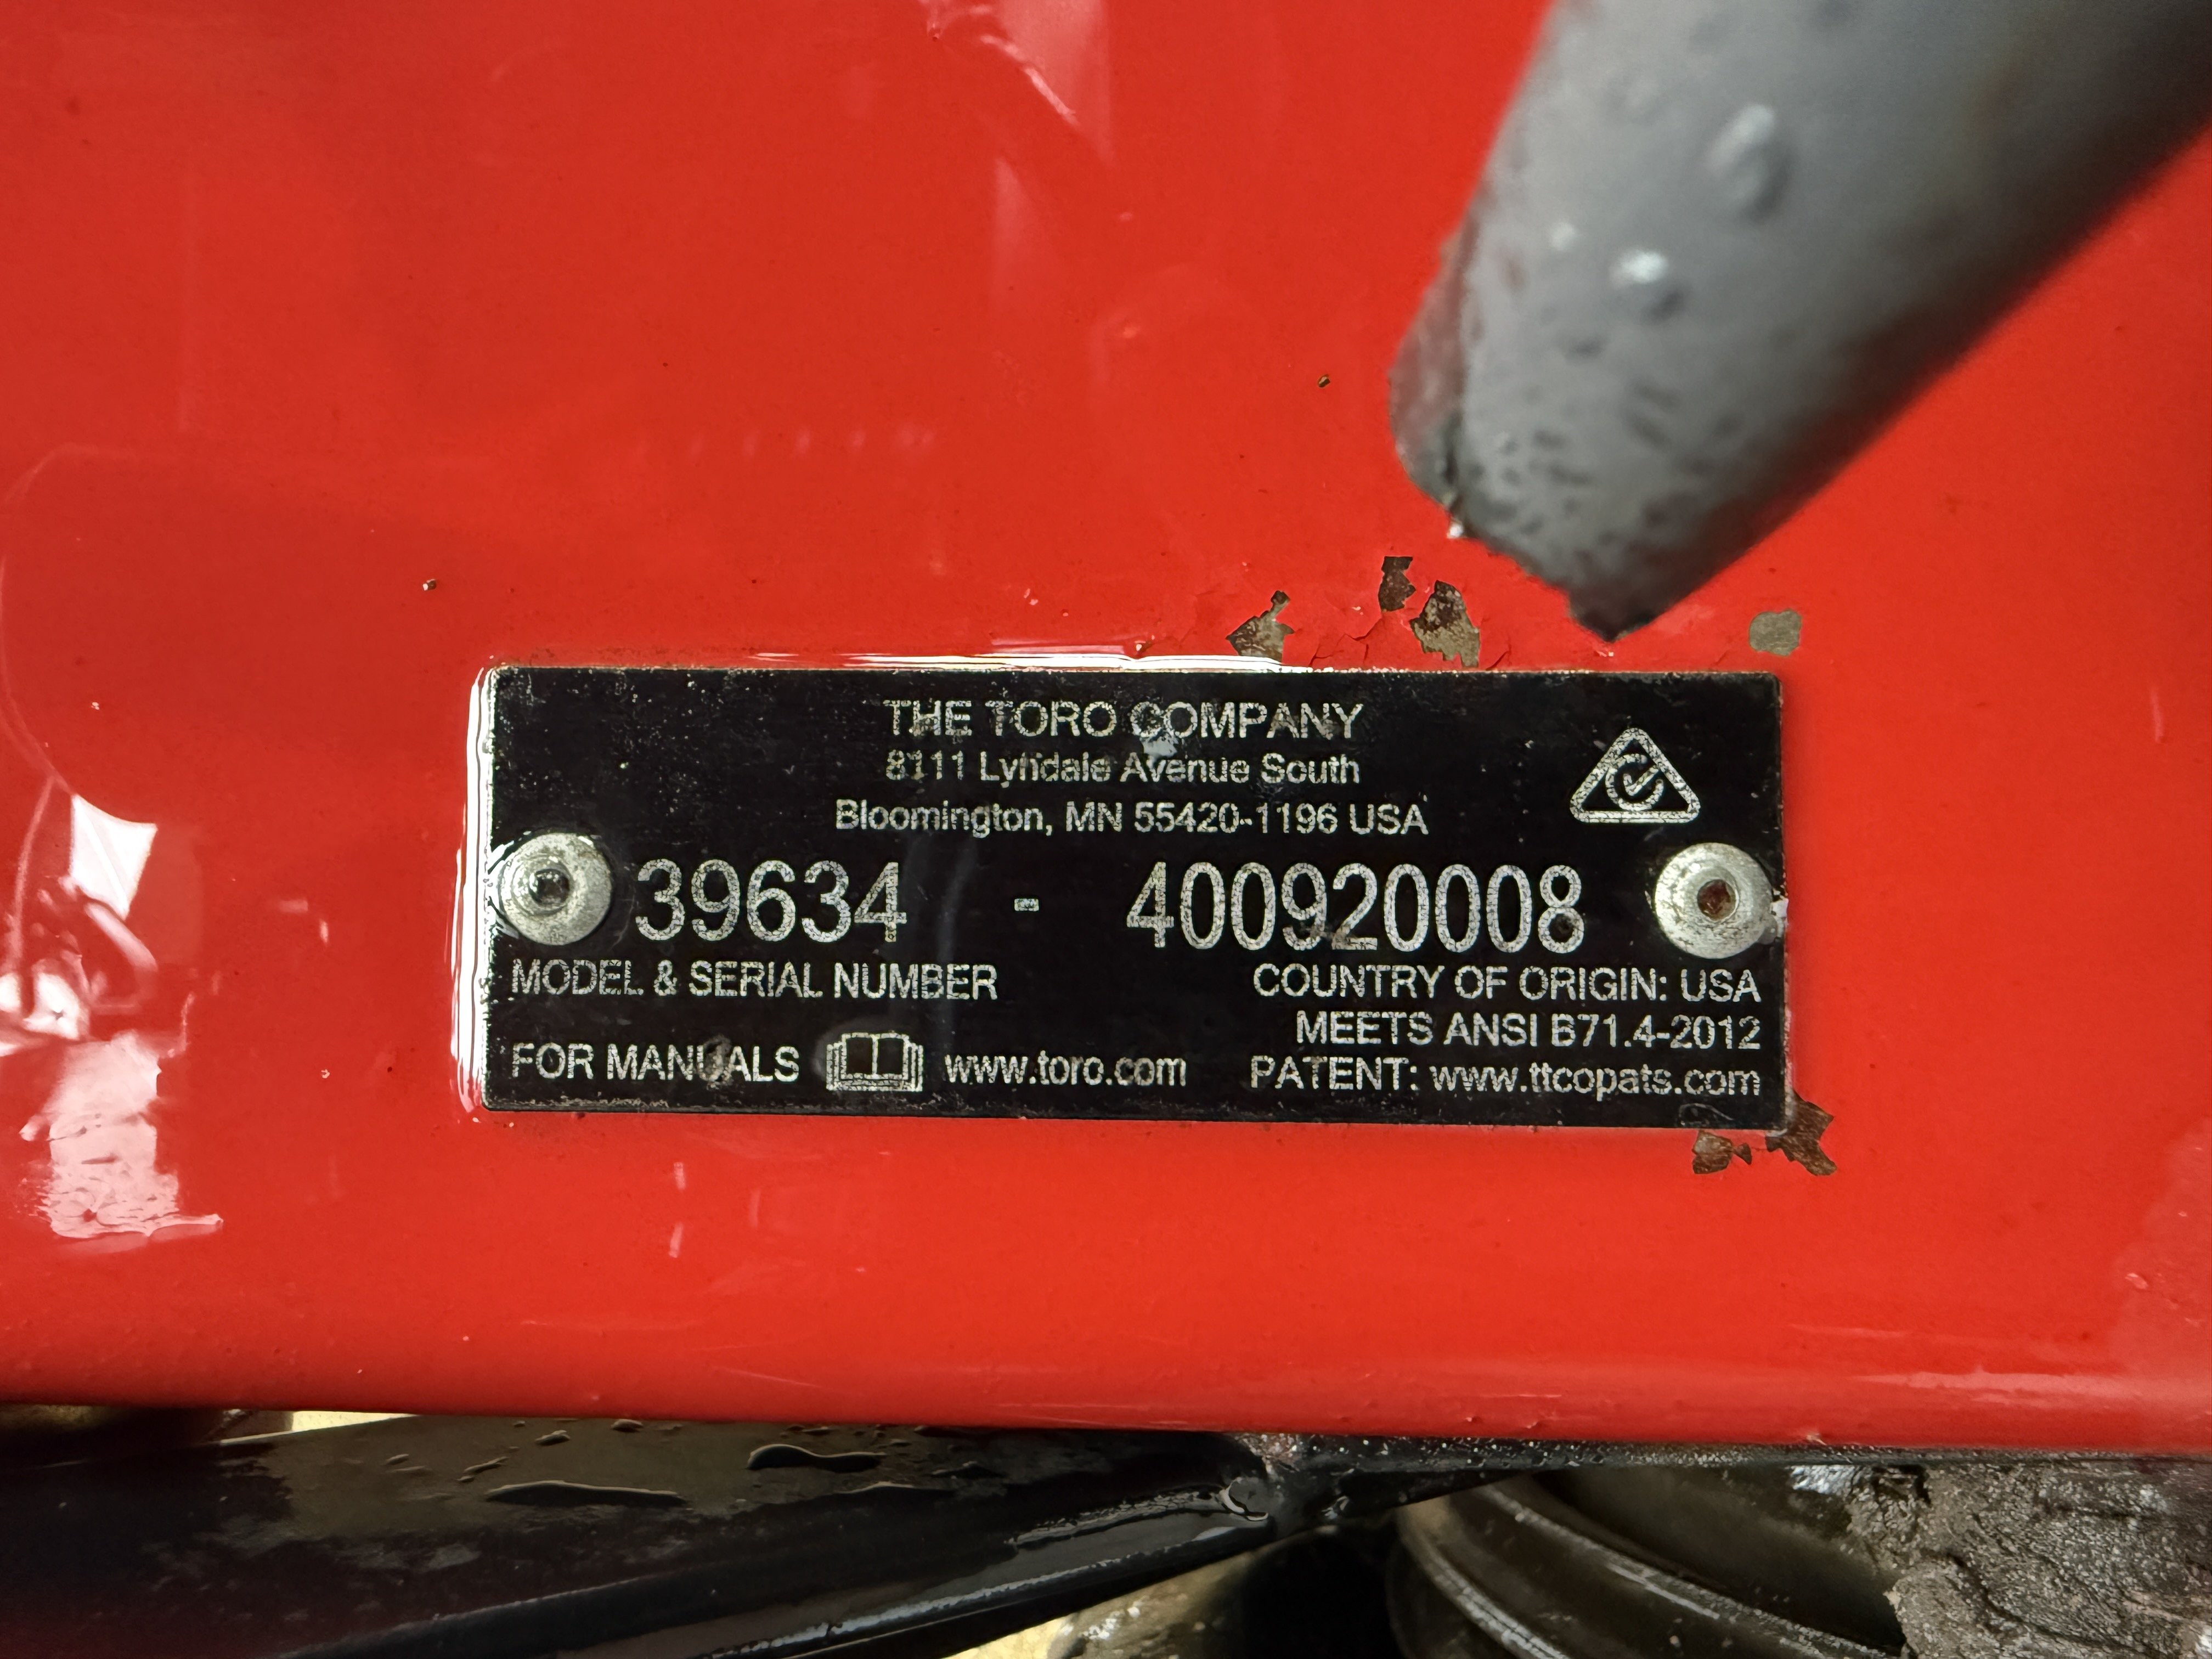 THE TORO COMPANY
8111 Lyndale Avenue South
Bloomington, MN 55420-1196 USA
39634 - 400920008
MODEL & SERIAL NUMBER
COUNTRY OF ORIGIN: USA
MEETS ANSI B71.4-2012
FOR MANUALS www.toro.com
PATENT: www.ttcopats.com